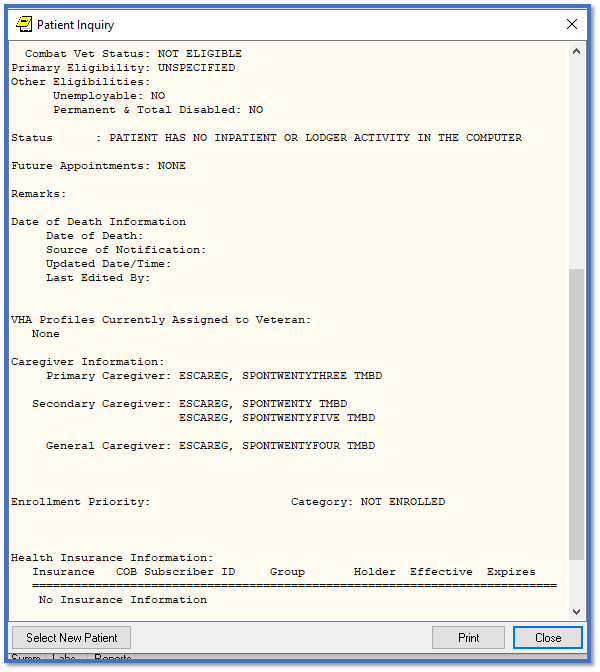 Patient Inquiry
Combat Vet Status: NOT ELIGIBLE
Primary Eligibility: UNSPECIFIED
Other Eligibilities:
Unemployable: NO
Permanent & Total Disabled: NO
Status : PATIENT HAS NO INPATIENT OR LODGER ACTIVITY IN THE COMPUTER
Future Appointments: NONE
Remarks:
Date of Death Information
Date of Death:
Source of Notification:
Updated Date/Time:
Last Edited By:
VHA Profiles Currently Assigned to Veteran:
None
Caregiver Information:
Primary Caregiver: ESCAREG, SPONTWENTYTHREE TMBD
Secondary Caregiver: ESCAREG, SPONTWENTY TMBD
ESCAREG, SPONTWENTYFIVE TMBD
General Caregiver: ESCAREG, SPONTWENTYFOUR TMBD
Enrollment Priority: Category: NOT ENROLLED
Health Insurance Information:
Insurance COB Subscriber ID Group Holder Effective Expires
===========================================================================
No Insurance Information
Select New Patient Print Close